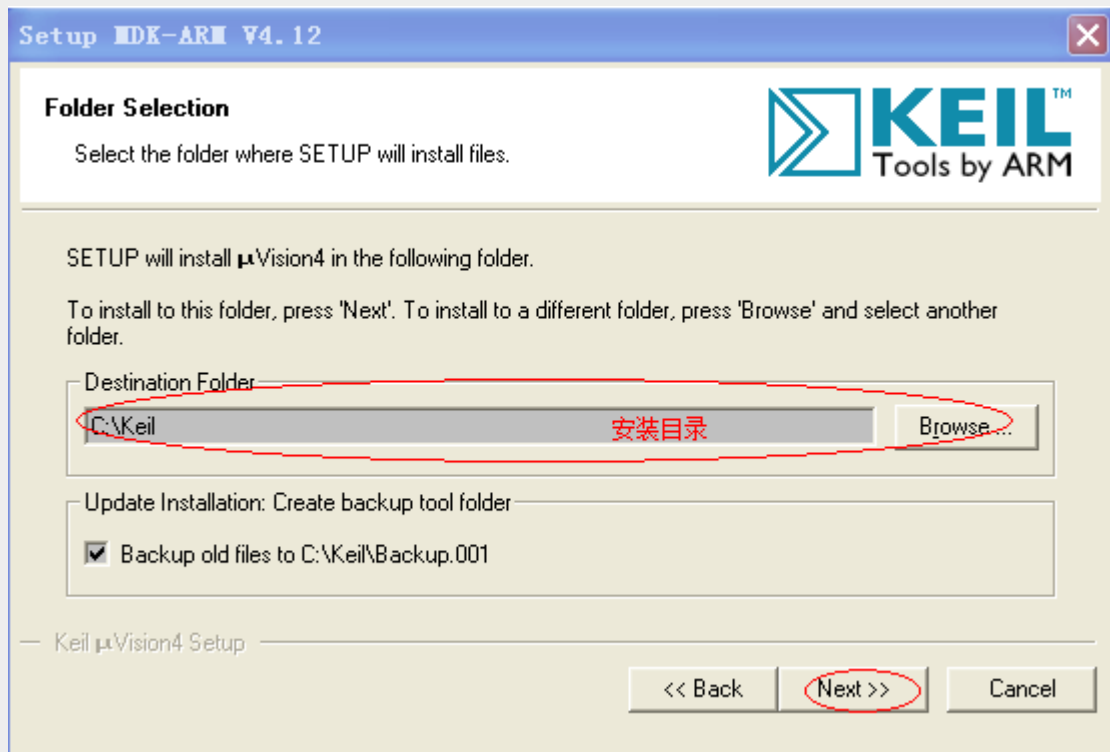 Setup MDK-ARM V4.12
Folder Selection
Select the folder where SETUP will install files.
KEIL™
Tools by ARM
SETUP will install µVision4 in the following folder.
To install to this folder, press 'Next'. To install to a different folder, press 'Browse' and select another
folder.
Destination Folder
C:\Keil 安装目录 Browse ...
Update Installation: Create backup tool folder
Backup old files to C:\Keil\Backup.001
Keil µVision4 Setup
<< Back Next >> Cancel